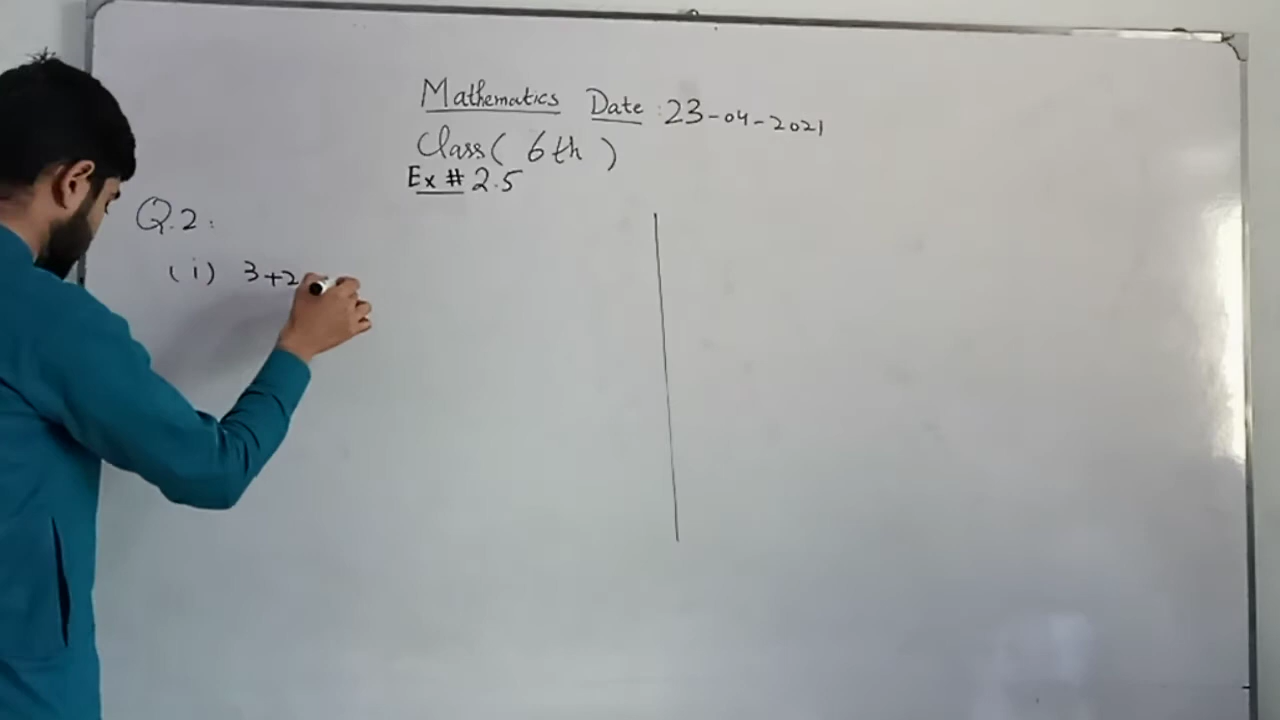 Mathematics Date : 23-04-2021
Class ( 6th )
Ex # 2.5
Q.2:
(i) 3+2